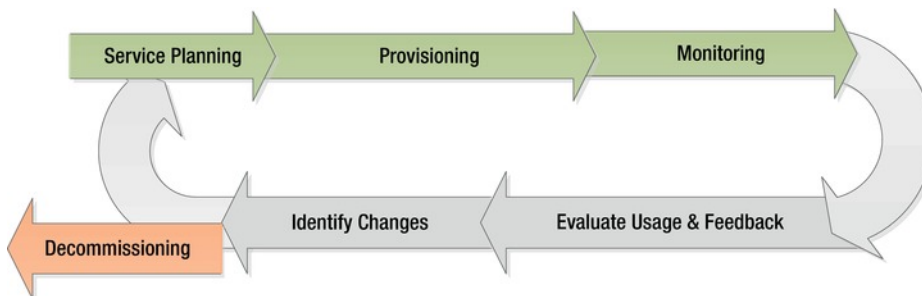 Service Planning
Provisioning
Monitoring
Evaluate Usage & Feedback
Identify Changes
Decommissioning